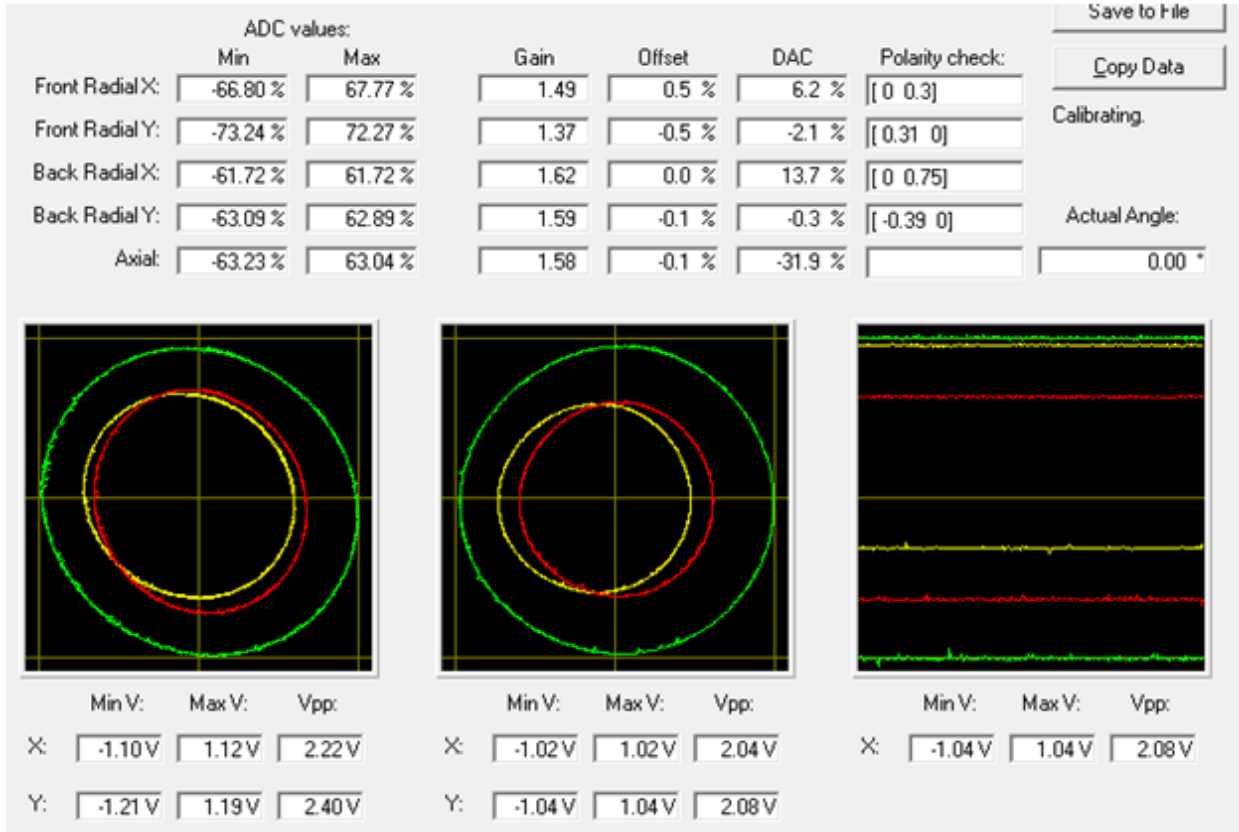 Save to File
ADC values:
Min Max Gain Offset DAC Polarity check:
Copy Data
Front Radial X: -66.80 % 67.77 % 1.49 0.5 % 6.2 % [ 0 0.3]
Calibrating.
Front Radial Y: -73.24 % 72.27 % 1.37 -0.5 % -2.1 % [ 0.31 0]
Back Radial X: -61.72 % 61.72 % 1.62 0.0 % 13.7 % [ 0 0.75]
Back Radial Y: -63.09 % 62.89 % 1.59 -0.1 % -0.3 % [ -0.39 0] Actual Angle:
Axial: -63.23 % 63.04 % 1.58 -0.1 % -31.9 % 0.00 °
Min V: Max V: Vpp: Min V: Max V: Vpp: Min V: Max V: Vpp:
X: -1.10 V 1.12 V 2.22 V X: -1.02 V 1.02 V 2.04 V X: -1.04 V 1.04 V 2.08 V
Y: -1.21 V 1.19 V 2.40 V Y: -1.04 V 1.04 V 2.08 V